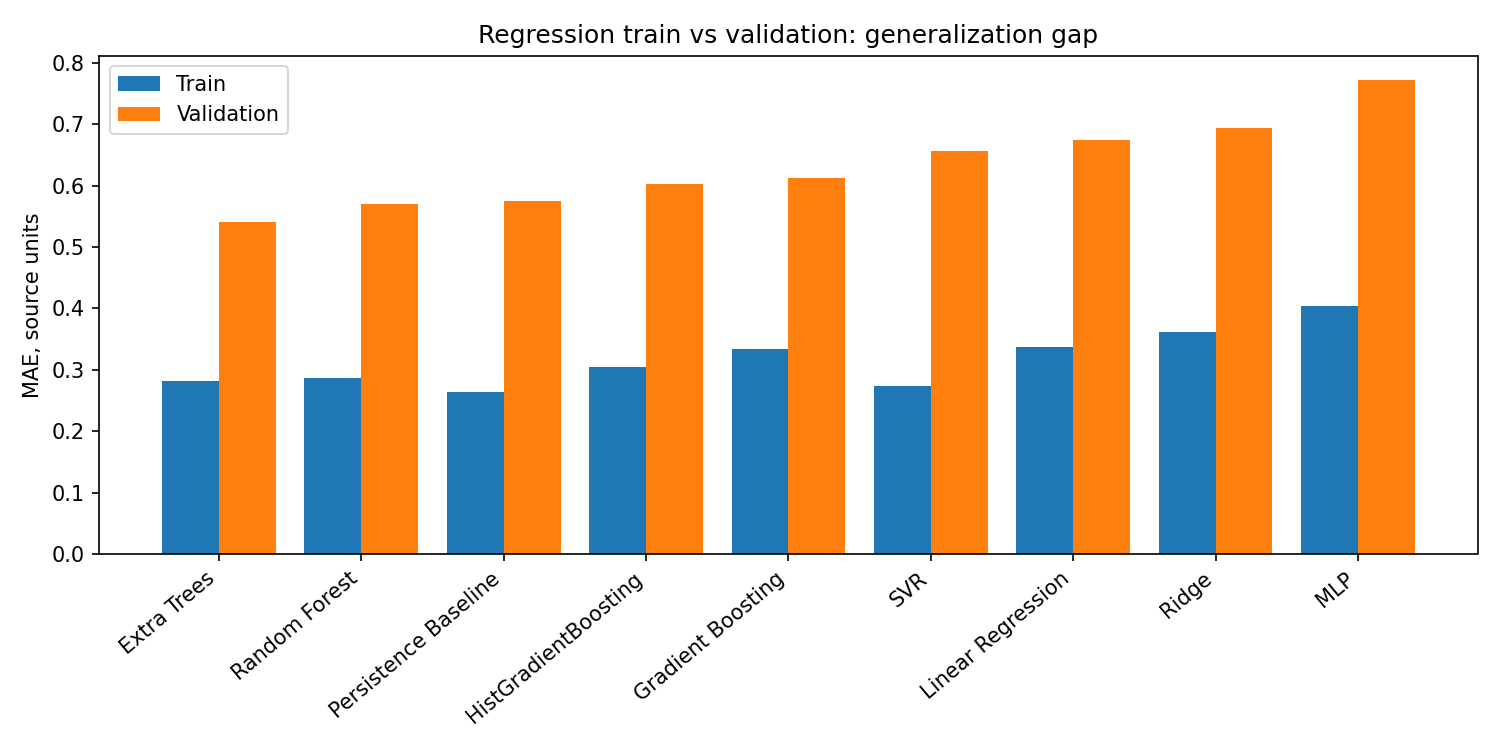 Regression train vs validation: generalization gap
Train
Validation
MAE, source units
0.8
0.7
0.6
0.5
0.4
0.3
0.2
0.1
0.0
Extra Trees
Random Forest
Persistence Baseline
HistGradientBoosting
Gradient Boosting
SVR
Linear Regression
Ridge
MLP